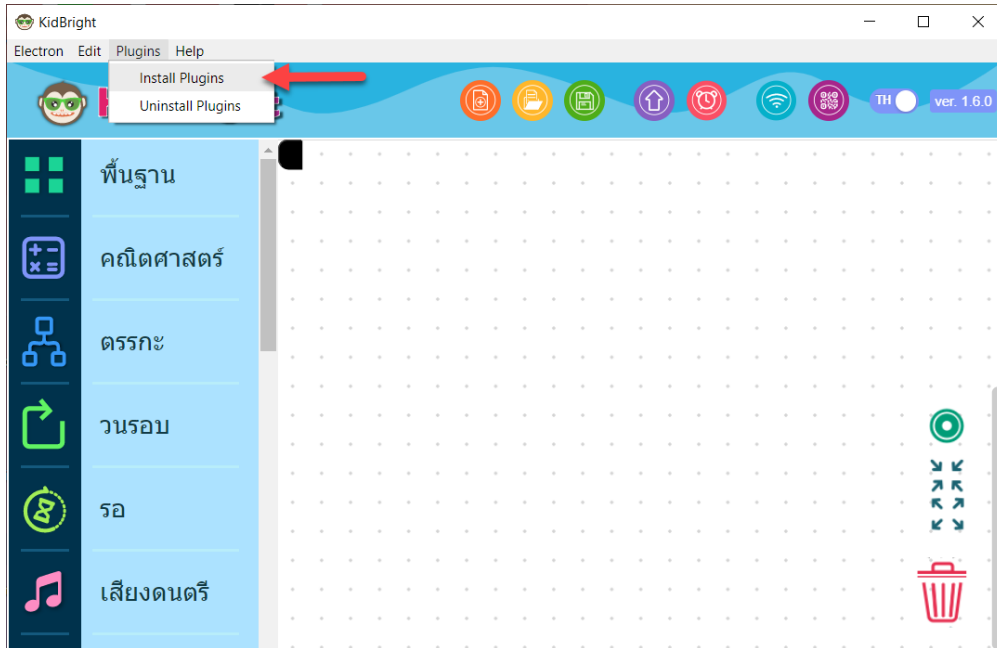 KidBright
Electron Edit Plugins Help
Install Plugins
Uninstall Plugins
TH
ver. 1.6.0
พื้นฐาน
คณิตศาสตร์
ตรรกะ
วนรอบ
รอ
เสียงดนตรี